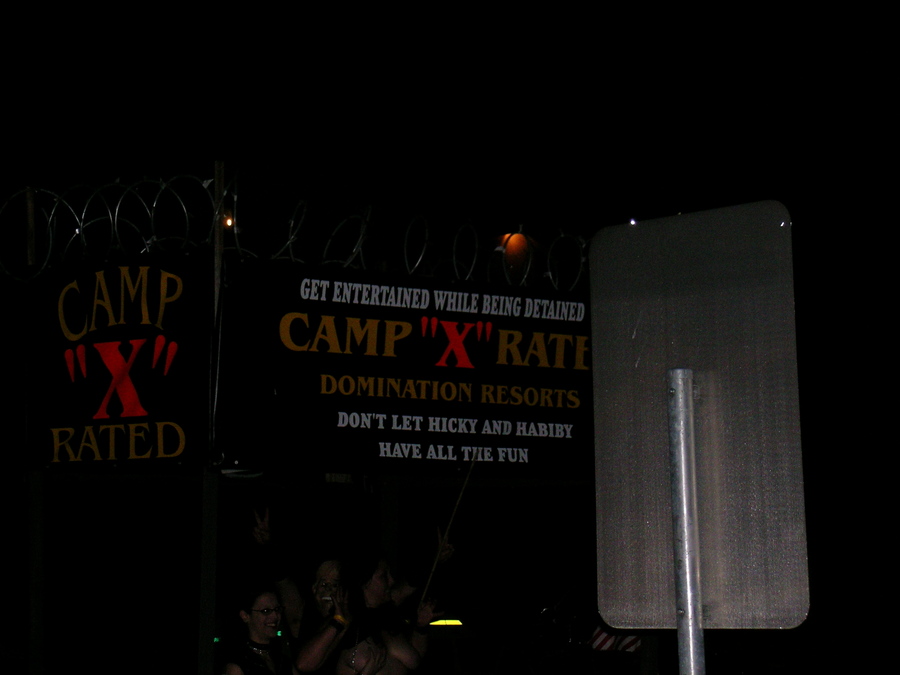 CAMP
"X"
RATED
GET ENTERTAINED WHILE BEING DETAINED
CAMP "X" RATE
DOMINATION RESORTS
DON'T LET HICKY AND HABIBY
HAVE ALL THE FUN